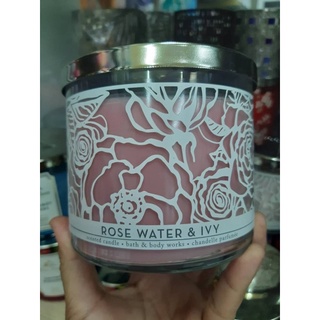 ROSE WATER & IVY
scented candle • bath & body works • chandelle parfumée